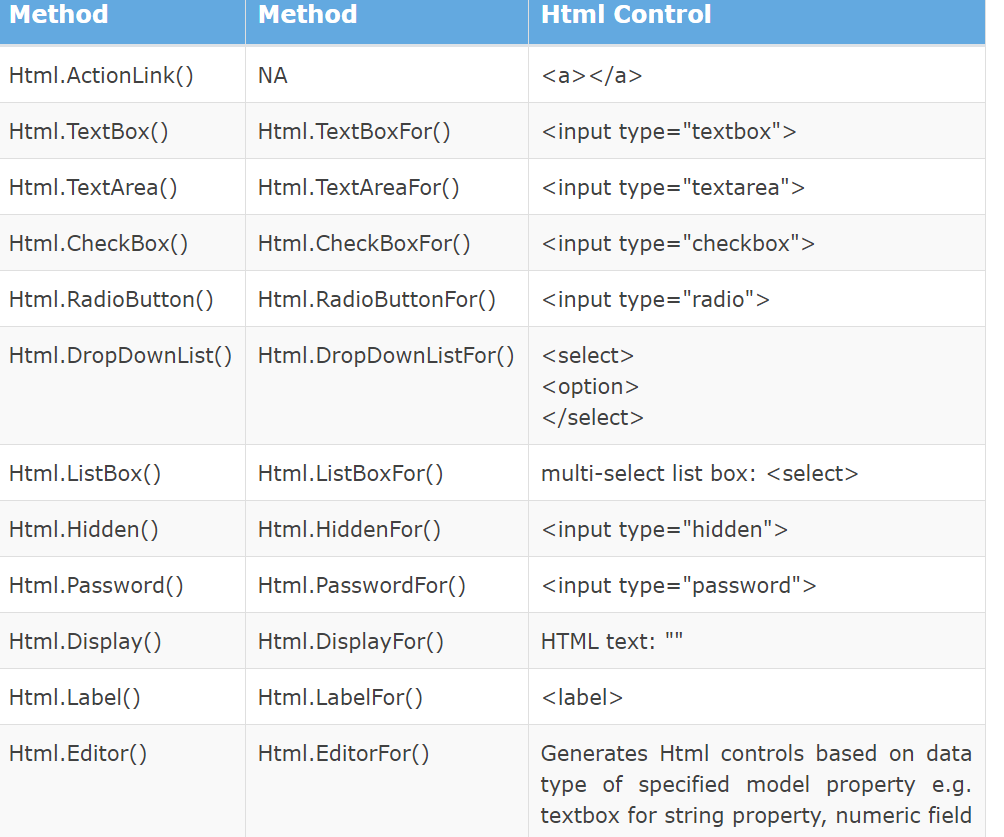 Method Method Html Control
Html.ActionLink() NA <a></a>
Html.TextBox() Html.TextBoxFor() <input type="textbox">
Html.TextArea() Html.TextAreaFor() <input type="textarea">
Html.CheckBox() Html.CheckBoxFor() <input type="checkbox">
Html.RadioButton() Html.RadioButtonFor() <input type="radio">
Html.DropDownList() Html.DropDownListFor() <select>
<option>
</select>
Html.ListBox() Html.ListBoxFor() multi-select list box: <select>
Html.Hidden() Html.HiddenFor() <input type="hidden">
Html.Password() Html.PasswordFor() <input type="password">
Html.Display() Html.DisplayFor() HTML text: ""
Html.Label() Html.LabelFor() <label>
Html.Editor() Html.EditorFor() Generates Html controls based on data
type of specified model property e.g.
textbox for string property, numeric field